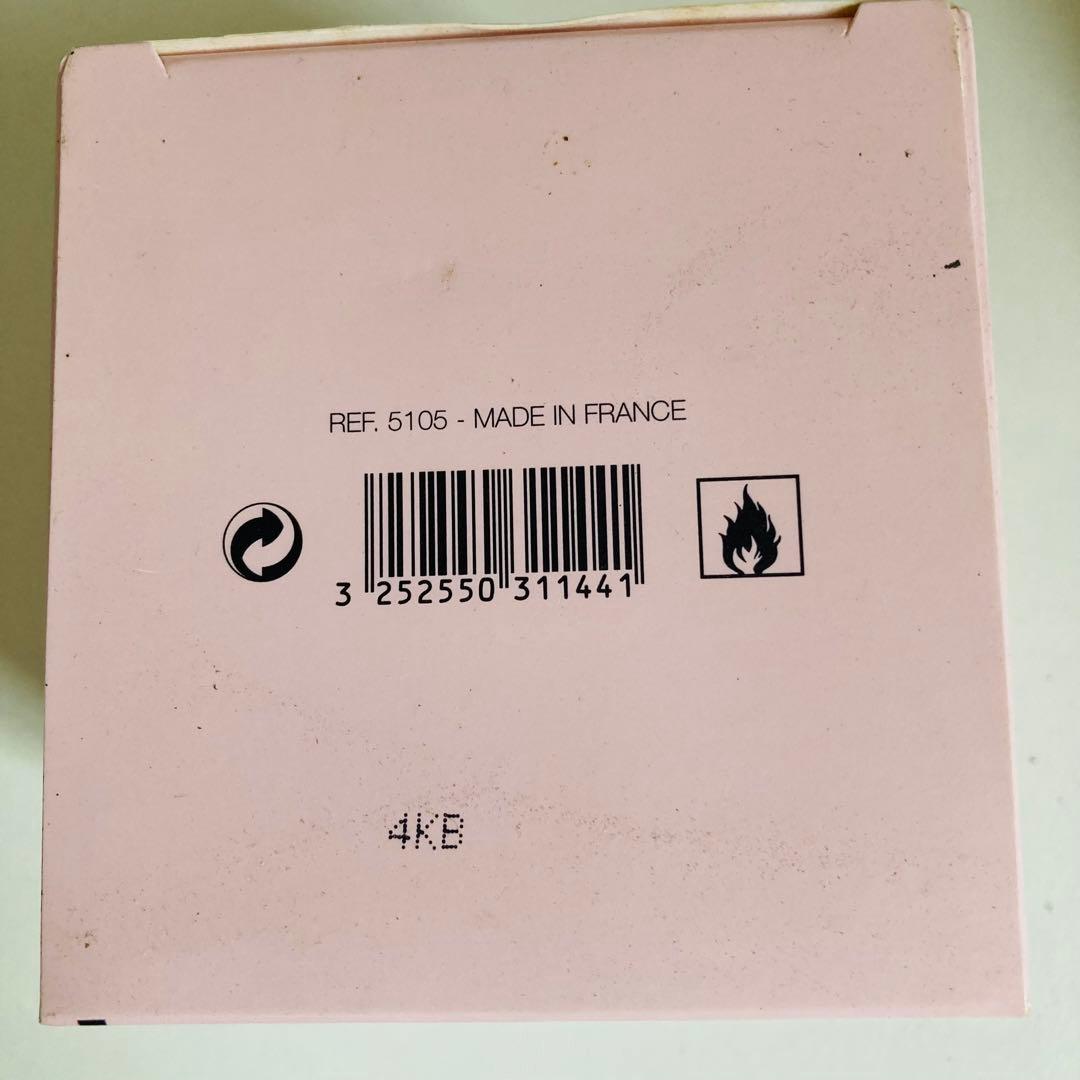 REF. 5105 - MADE IN FRANCE
3 252550 311441
4KB